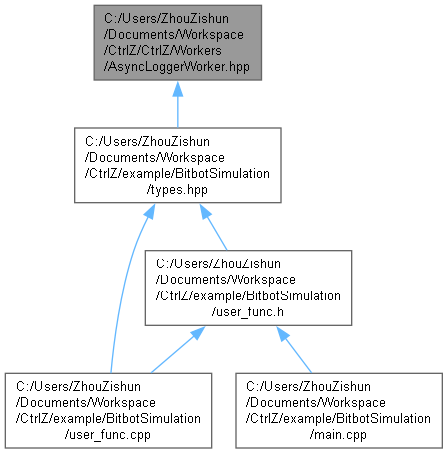 C:/Users/ZhouZishun
/Documents/Workspace
/CtrlZ/CtrlZ/Workers
/AsyncLoggerWorker.hpp
C:/Users/ZhouZishun
/Documents/Workspace
/CtrlZ/example/BitbotSimulation
/types.hpp
C:/Users/ZhouZishun
/Documents/Workspace
/CtrlZ/example/BitbotSimulation
/user_func.h
C:/Users/ZhouZishun
/Documents/Workspace
/CtrlZ/example/BitbotSimulation
/user_func.cpp
C:/Users/ZhouZishun
/Documents/Workspace
/CtrlZ/example/BitbotSimulation
/main.cpp